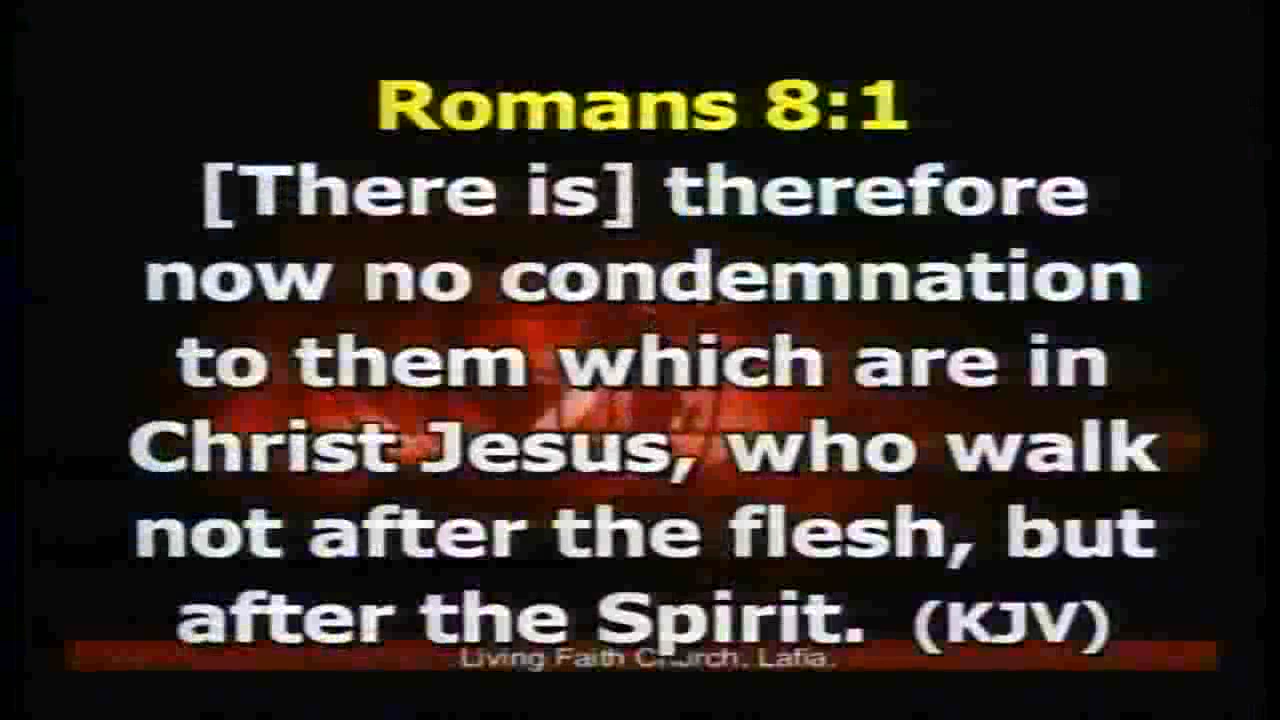 Romans 8:1
[There is] therefore
now no condemnation
to them which are in
Christ Jesus, who walk
not after the flesh, but
after the Spirit. (KJV)
Living Faith Church. Lafia.